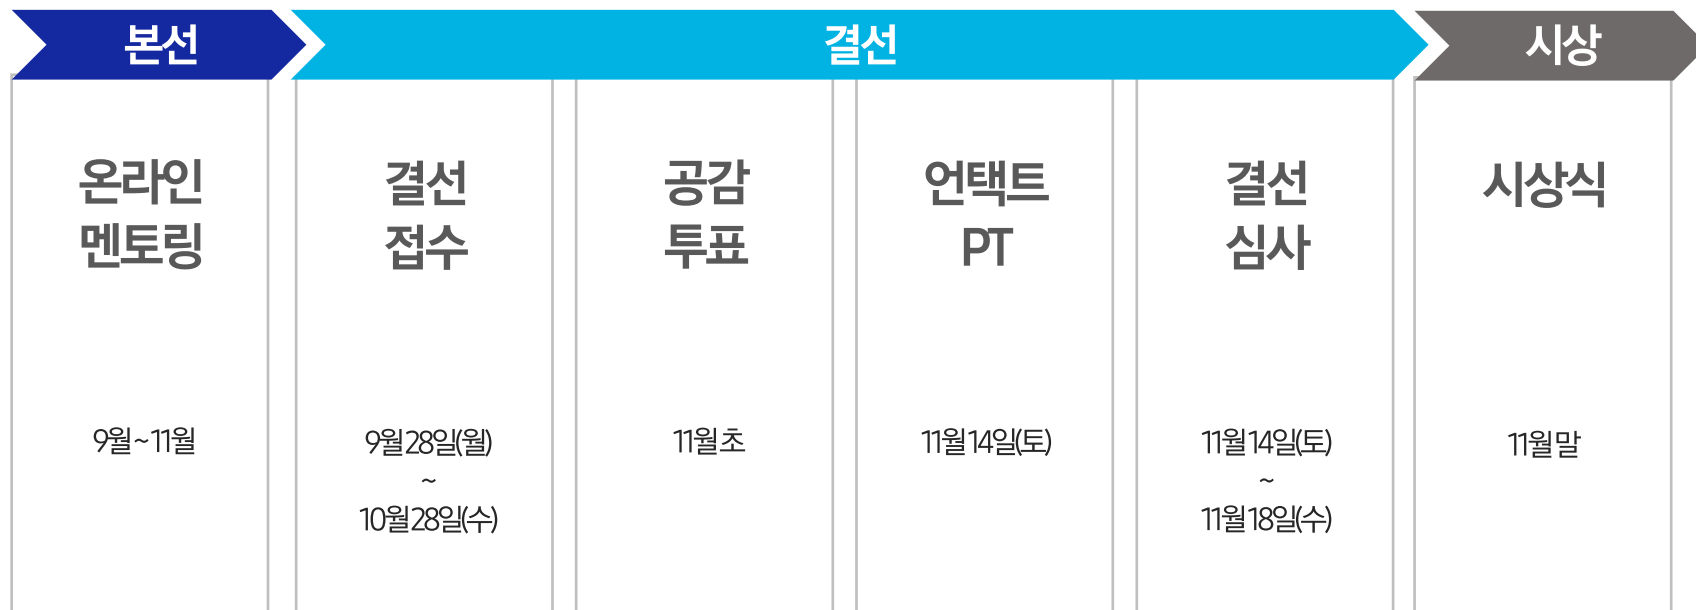 본선
결선
시상
온라인
멘토링
9월~11월
결선
접수
9월28일(월)
~
10월28일(수)
공감
투표
11월초
언택트
PT
11월14일(토)
결선
심사
11월14일(토)
~
11월18일(수)
시상식
11월말